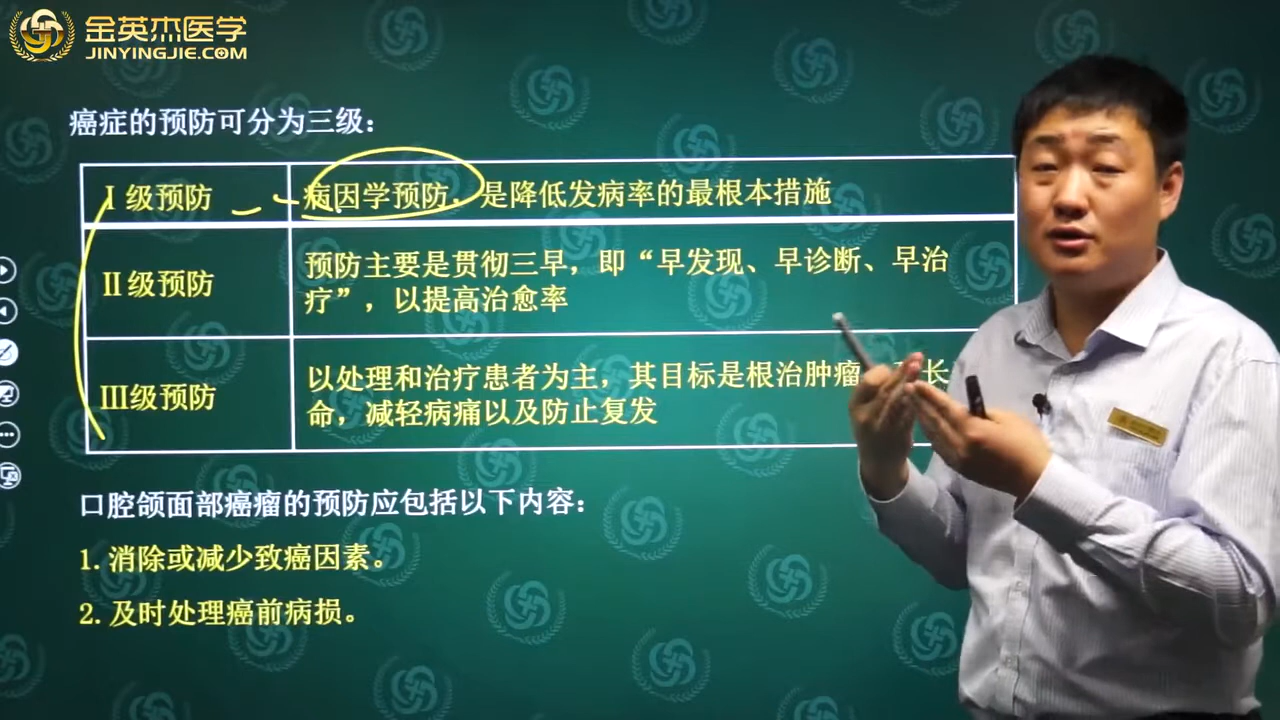 金英杰医学
JINYINGJIE.COM
癌症的预防可分为三级：
Ⅰ级预防
病因学预防，是降低发病率的最根本措施
Ⅱ级预防
预防主要是贯彻三早，即“早发现、早诊断、早治
疗”，以提高治愈率
Ⅲ级预防
以处理和治疗患者为主，其目标是根治肿瘤 长
命，减轻病痛以及防止复发
口腔颌面部癌瘤的预防应包括以下内容：
1. 消除或减少致癌因素。
2. 及时处理癌前病损。